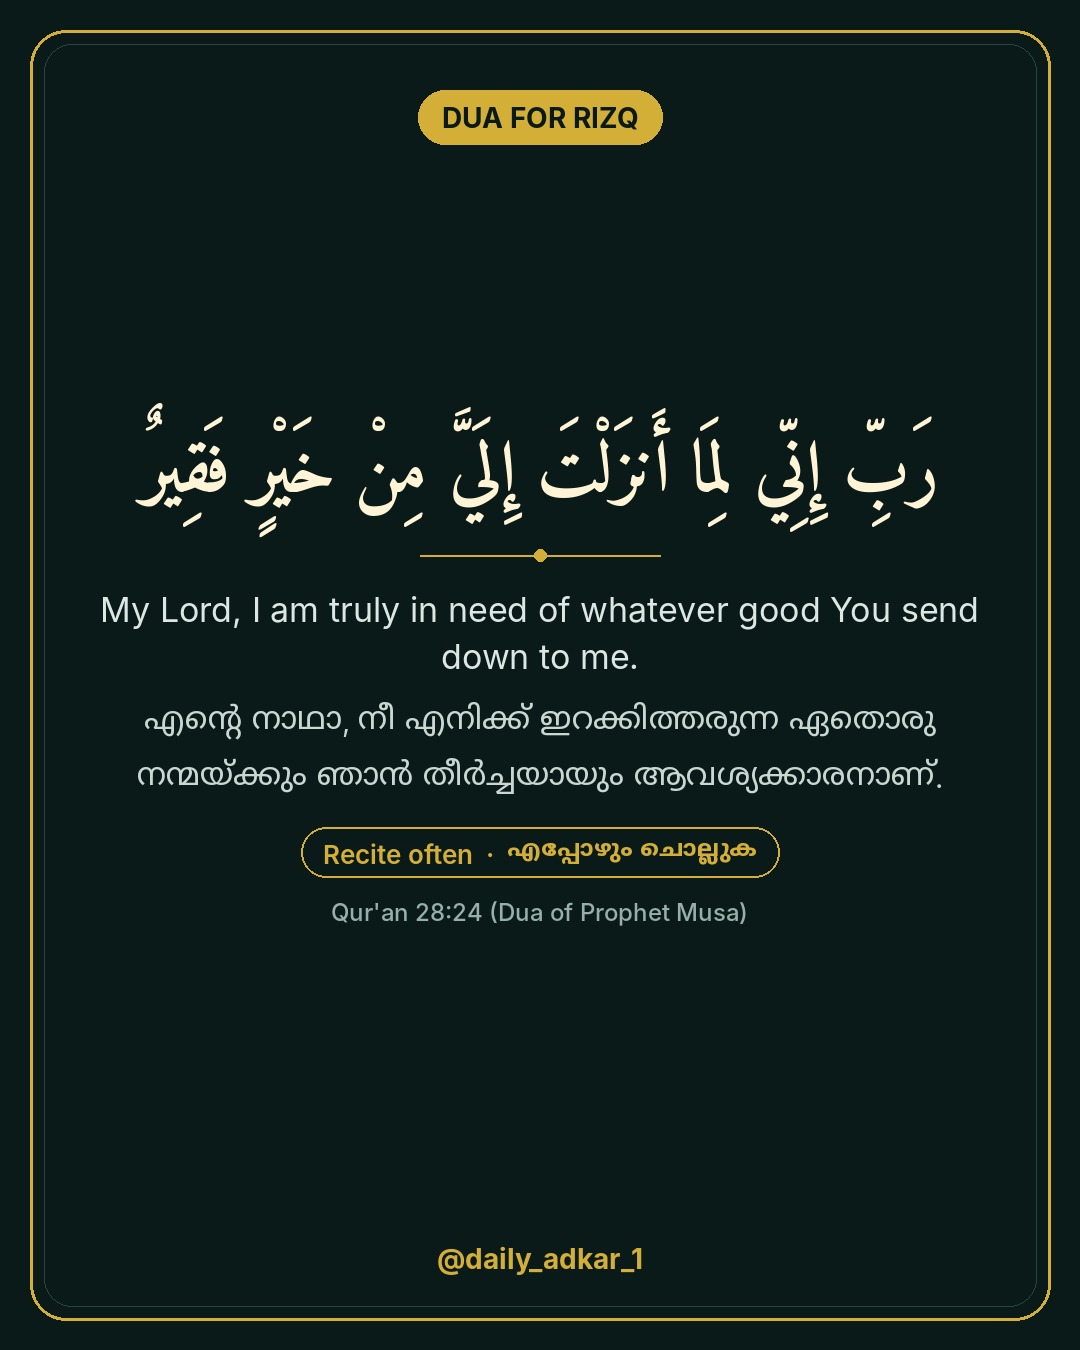 DUA FOR RIZQ
رَبِّ إِنِّي لِمَا أَنزَلْتَ إِلَيَّ مِنْ خَيْرٍ فَقِيرٌ
My Lord, I am truly in need of whatever good You send
down to me.
എന്റെ നാഥാ, നീ എനിക്ക് ഇറക്കിത്തരുന്ന ഏതൊരു
നന്മയ്ക്കും ഞാൻ തീർച്ചയായും ആവശ്യക്കാരനാണ്.
Recite often · എപ്പോഴും ചൊല്ലുക
Qur'an 28:24 (Dua of Prophet Musa)
@daily_adkar_1